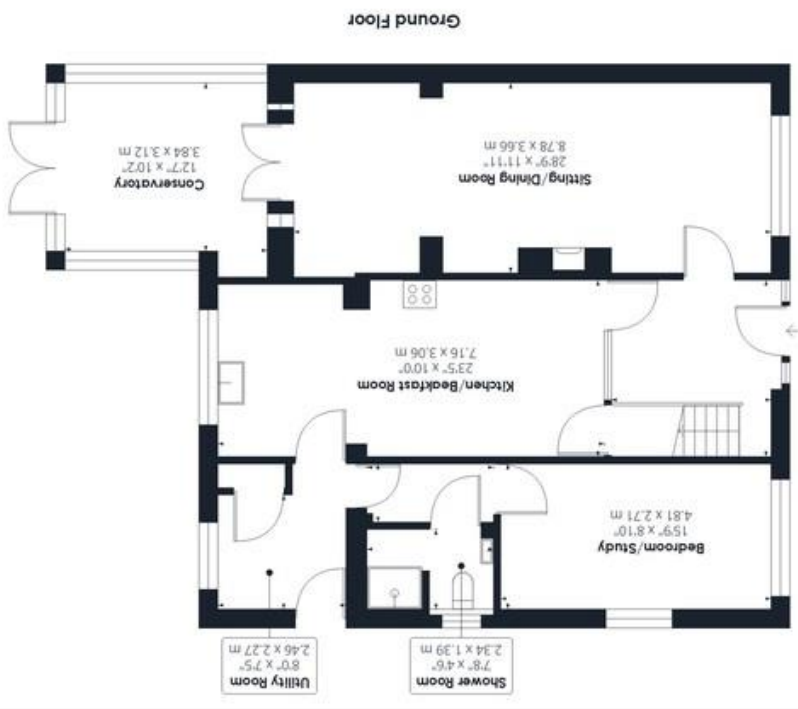 Shower Room
7'8" x 4'6"
2.34 x 1.39 m
Utility Room
8'0" x 7'5"
2.46 x 2.27 m
Bedroom/Study
15'9" x 8'10"
4.81 x 2.71 m
Kitchen/Beakfast Room
23'5" x 10'0"
7.16 x 3.06 m
Sitting/Dining Room
28'9" x 11'11"
8.78 x 3.66 m
Conservatory
12'7" x 10'2"
3.84 x 3.12 m
Ground Floor